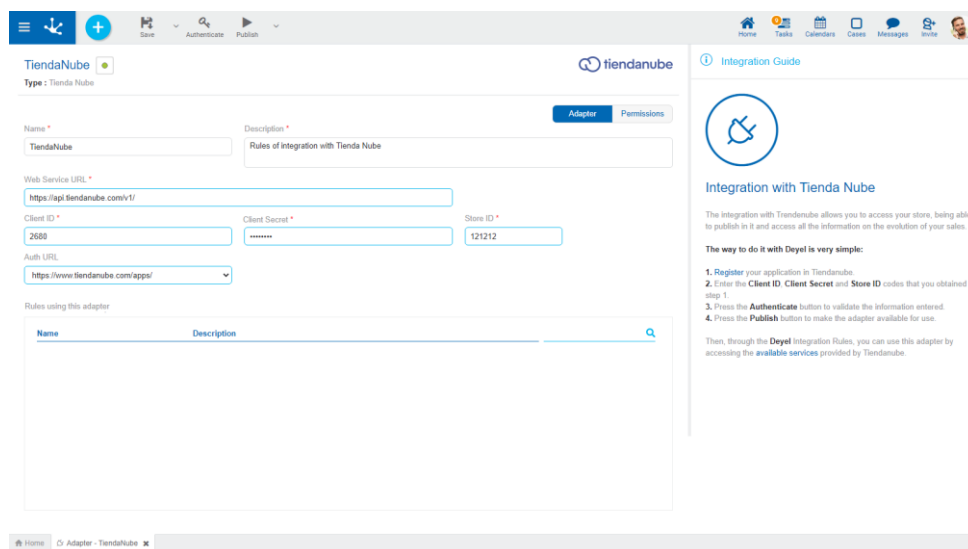 Save
Authenticate
Publish
Home
5
Tasks
Calendars
Cases
Messages
Invite
TiendaNube
Type : Tienda Nube
tiendanube
Adapter
Permissions
Name *
TiendaNube
Description *
Rules of integration with Tienda Nube
Web Service URL *
https://api.tiendanube.com/v1/
Client ID *
2680
Client Secret *
••••••••
Store ID *
121212
Auth URL
https://www.tiendanube.com/apps/
Rules using this adapter
Name
Description
Integration Guide
Integration with Tienda Nube
The integration with Trendenube allows you to access your store, being able
to publish in it and access all the information on the evolution of your sales.
The way to do it with Deyel is very simple:
1. Register your application in Tiendanube.
2. Enter the Client ID, Client Secret and Store ID codes that you obtained
step 1.
3. Press the Authenticate button to validate the information entered.
4. Press the Publish button to make the adapter available for use.
Then, through the Deyel Integration Rules, you can use this adapter by
accessing the available services provided by Tiendanube.
Home
Adapter - TiendaNube